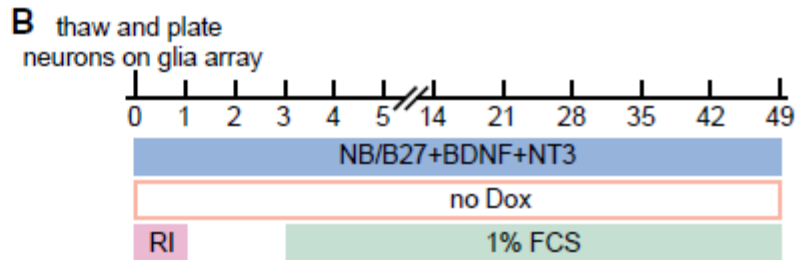 B thaw and plate
neurons on glia array
0 1 2 3 4 5 14 21 28 35 42 49
NB/B27+BDNF+NT3
no Dox
RI 1% FCS